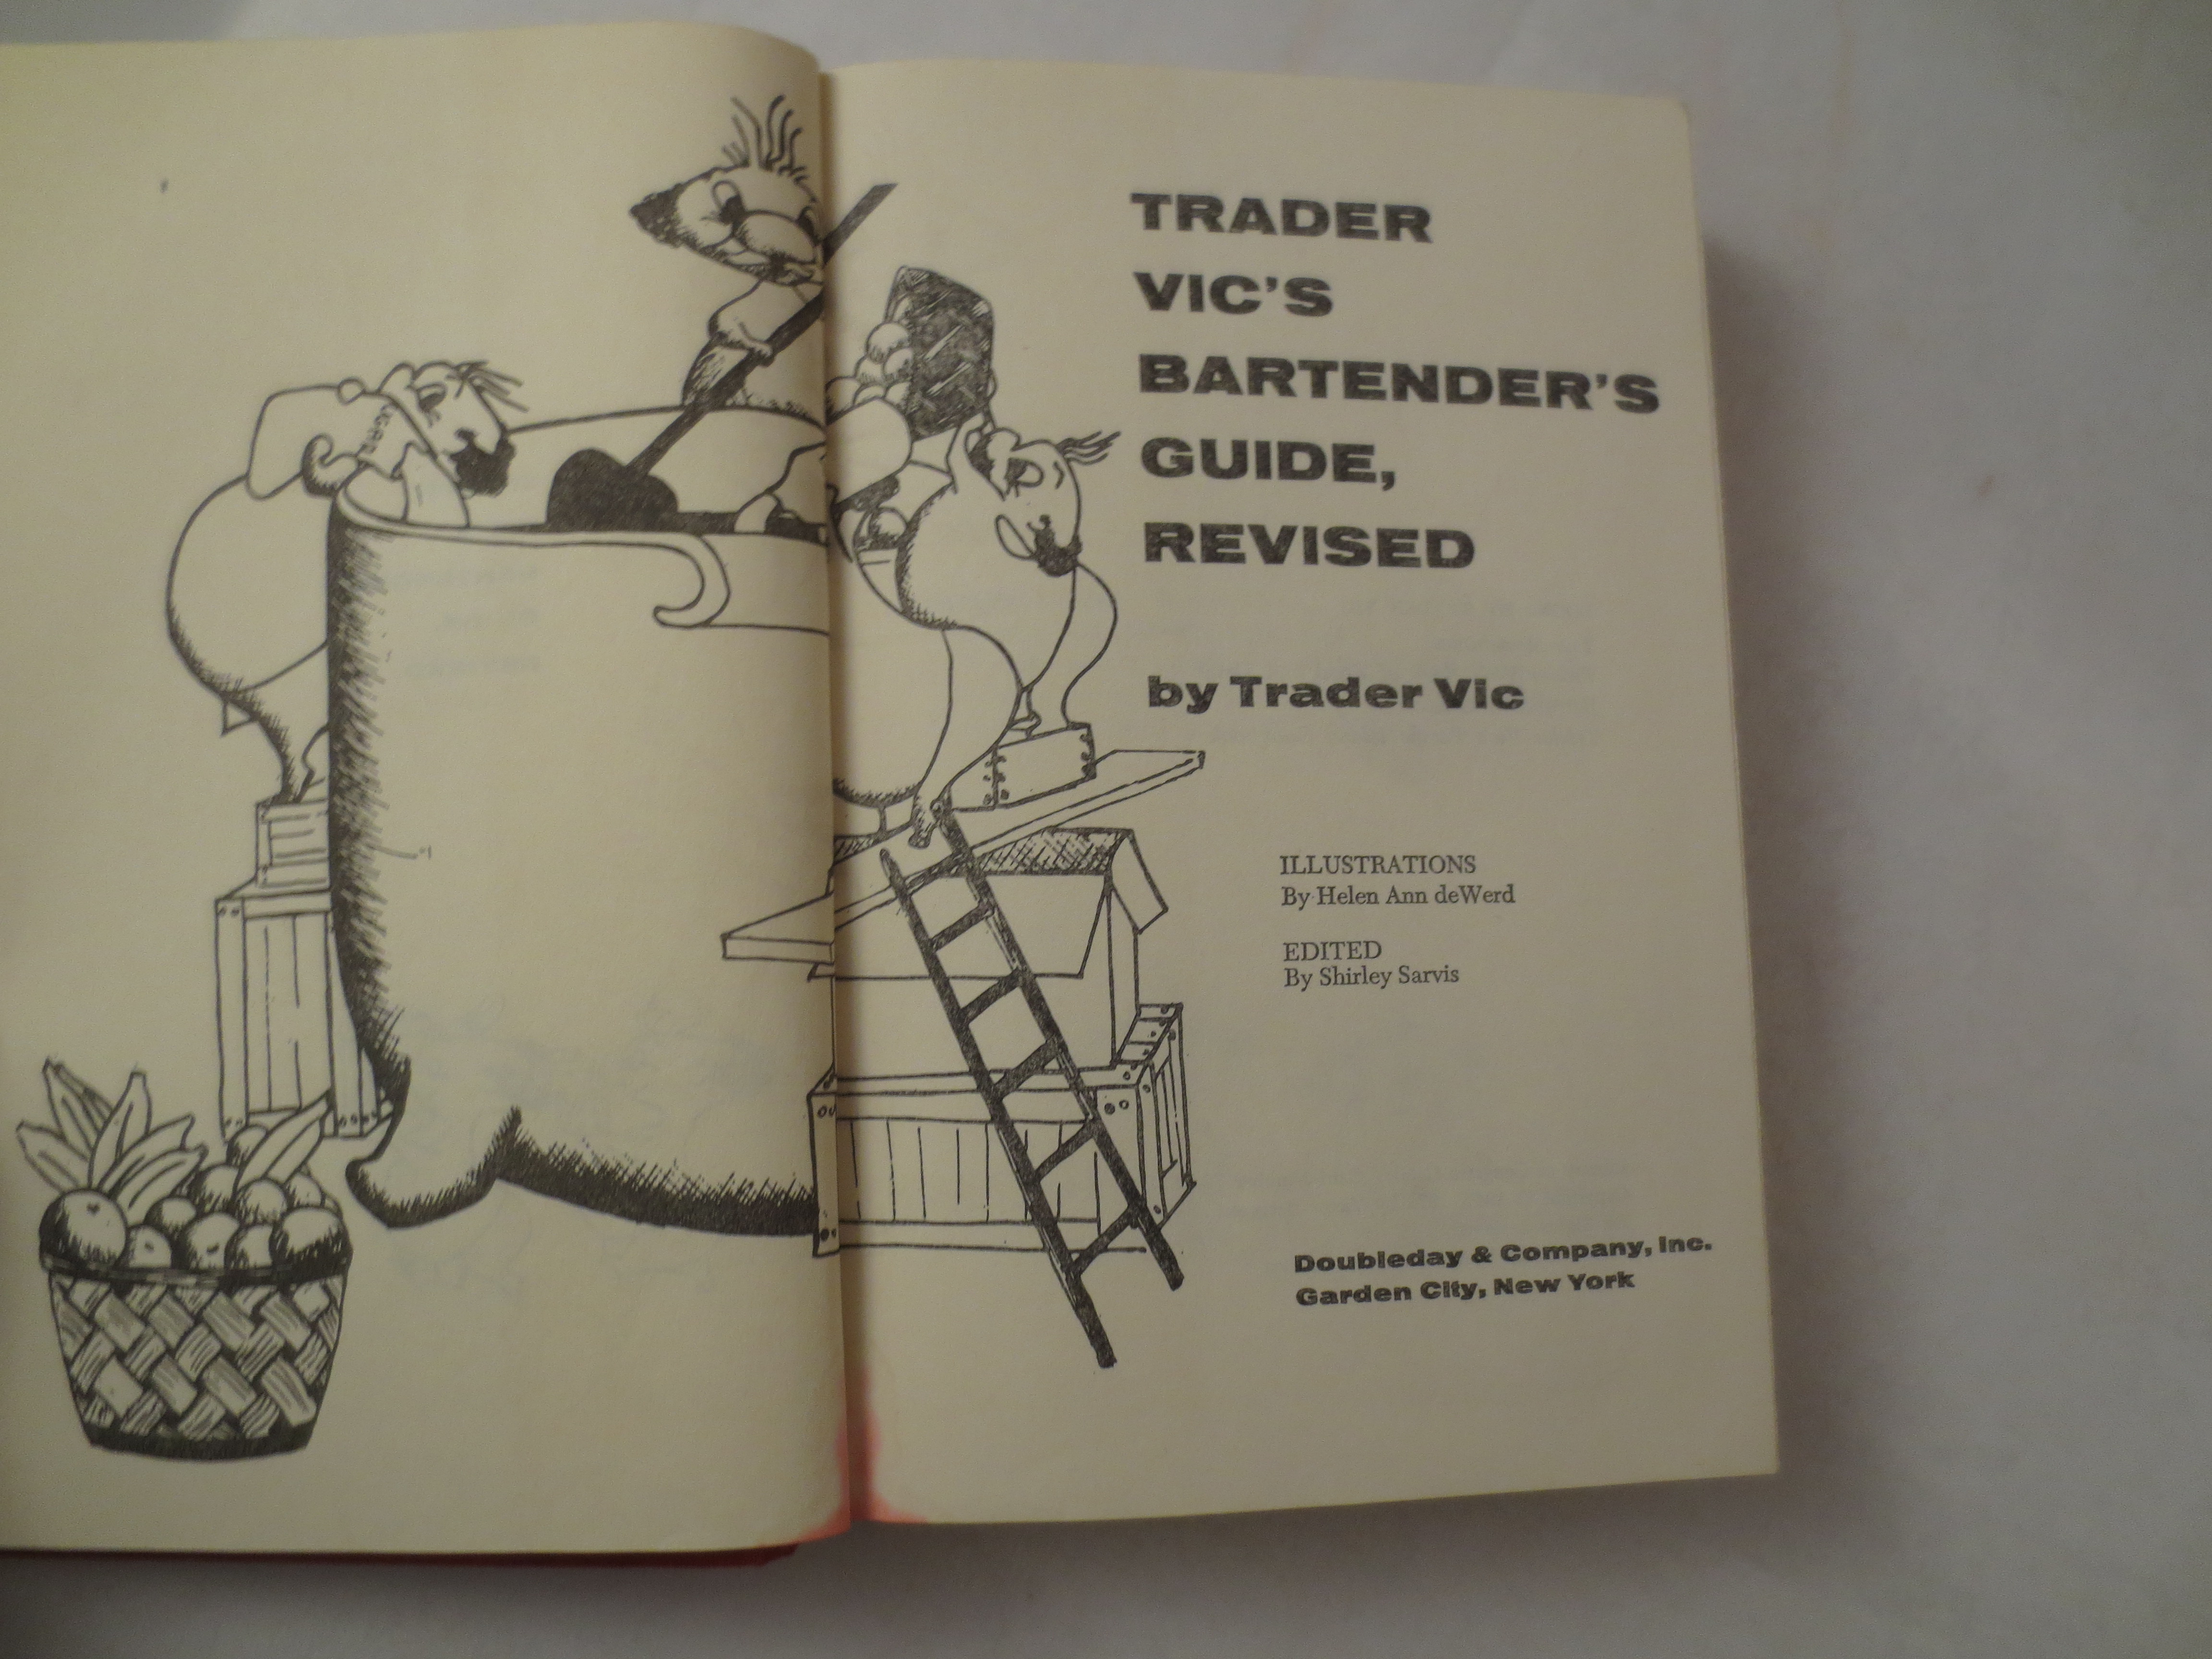 TRADER
VIC'S
BARTENDER'S
GUIDE,
REVISED
by Trader Vic
ILLUSTRATIONS
By Helen Ann deWerd
EDITED
By Shirley Sarvis
Doubleday & Company, Inc.
Garden City, New York